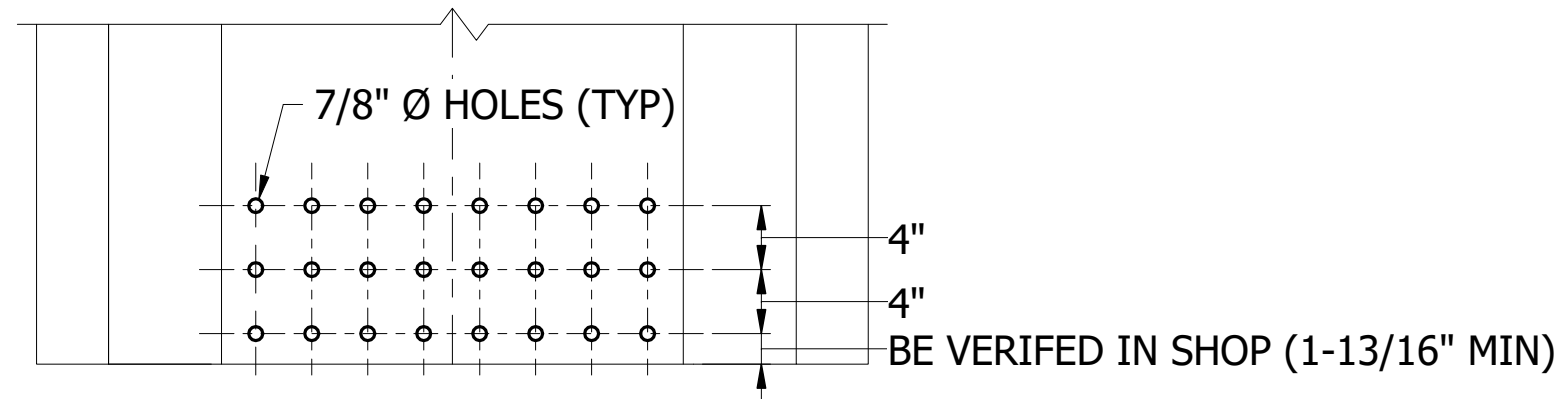 7/8" Ø HOLES (TYP)
4"
4"
BE VERIFED IN SHOP (1-13/16" MIN)